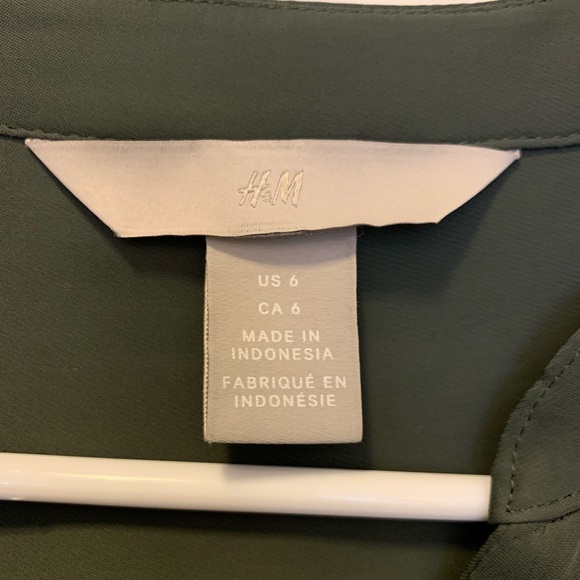 H&M
US 6
CA 6
MADE IN
INDONESIA
FABRIQUÉ EN
INDONÉSIE